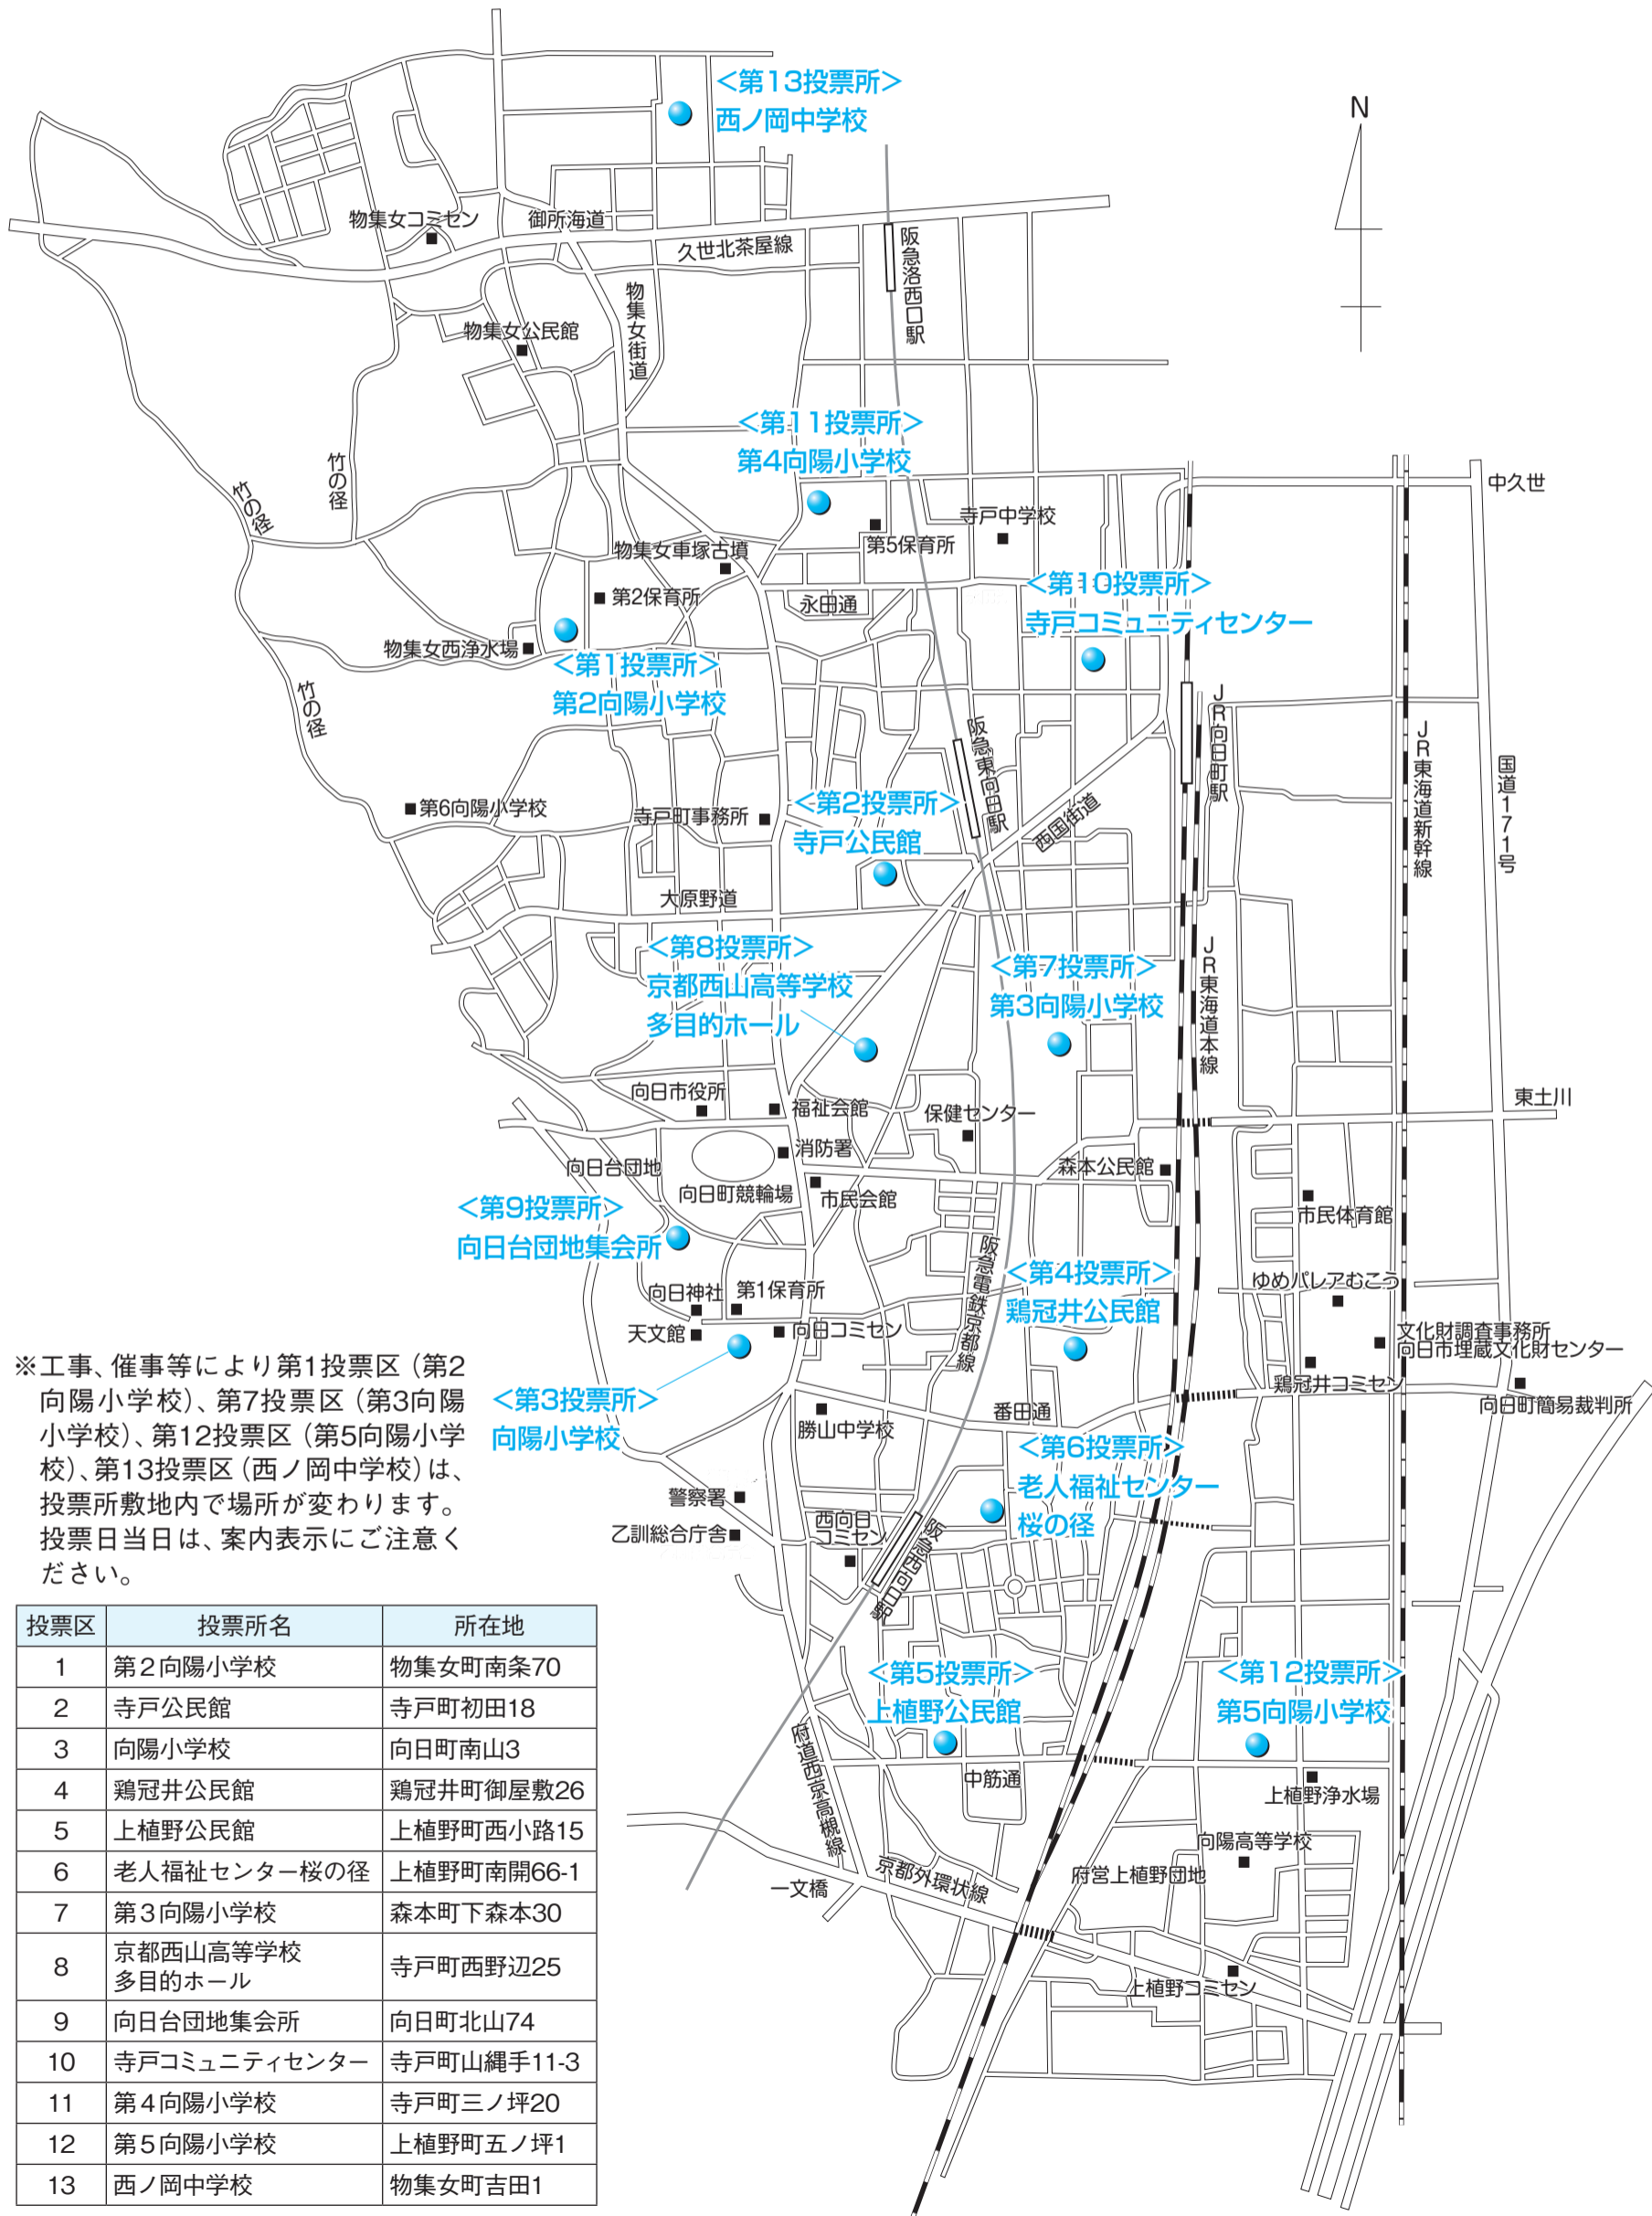 <第13投票所>
西ノ岡中学校
N
物集女コミセン
御所海道
久世北茶屋線
阪急洛西口駅
物集女街道
物集女公民館
<第11投票所>
第4向陽小学校
竹の径
竹の径
中久世
寺戸中学校
第5保育所
物集女車塚古墳
<第10投票所>
寺戸コミュニティセンター
第2保育所
永田通
物集女西浄水場
<第1投票所>
第2向陽小学校
竹の径
JR向日町駅
阪急東向日駅
JR東海道新幹線
国道171号
第6向陽小学校
寺戸町事務所
<第2投票所>
寺戸公民館
西国街道
大原野道
<第8投票所>
京都西山高等学校
多目的ホール
<第7投票所>
第3向陽小学校
JR東海道本線
向日市役所
福祉会館
保健センター
東土川
消防署
向日台団地
向日町競輪場
市民会館
森本公民館
市民体育館
<第9投票所>
向日台団地集会所
阪急電鉄京都線
<第4投票所>
鶏冠井公民館
ゆめパレアむこう
向日神社
第1保育所
天文館
向日コミセン
文化財調査事務所
向日市埋蔵文化財センター
鶏冠井コミセン
向日町簡易裁判所
<第3投票所>
向陽小学校
番田通
勝山中学校
<第6投票所>
老人福祉センター
桜の径
警察署
乙訓総合庁舎
西向日
コミセン
阪急西向日駅
<第5投票所>
上植野公民館
<第12投票所>
第5向陽小学校
府道西京高槻線
中筋通
上植野浄水場
向陽高等学校
府営上植野団地
京都外環状線
一文橋
上植野コミセン
※工事、催事等により第1投票区(第2
向陽小学校)、第7投票区(第3向陽
小学校)、第12投票区(第5向陽小学
校)、第13投票区(西ノ岡中学校)は、
投票所敷地内で場所が変わります。
投票日当日は、案内表示にご注意く
ださい。
投票区 投票所名 所在地
1 第2向陽小学校 物集女町南条70
2 寺戸公民館 寺戸町初田18
3 向陽小学校 向日町南山3
4 鶏冠井公民館 鶏冠井町御屋敷26
5 上植野公民館 上植野町西小路15
6 老人福祉センター桜の径 上植野町南開66-1
7 第3向陽小学校 森本町下森本30
8 京都西山高等学校
多目的ホール 寺戸町西野辺25
9 向日台団地集会所 向日町北山74
10 寺戸コミュニティセンター 寺戸町山縄手11-3
11 第4向陽小学校 寺戸町三ノ坪20
12 第5向陽小学校 上植野町五ノ坪1
13 西ノ岡中学校 物集女町吉田1